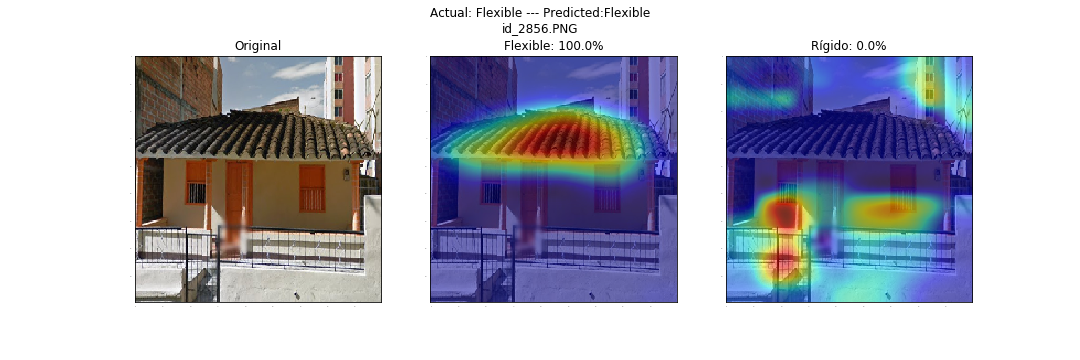 Actual: Flexible --- Predicted:Flexible
id_2856.PNG
Original
Flexible: 100.0%
Rígido: 0.0%